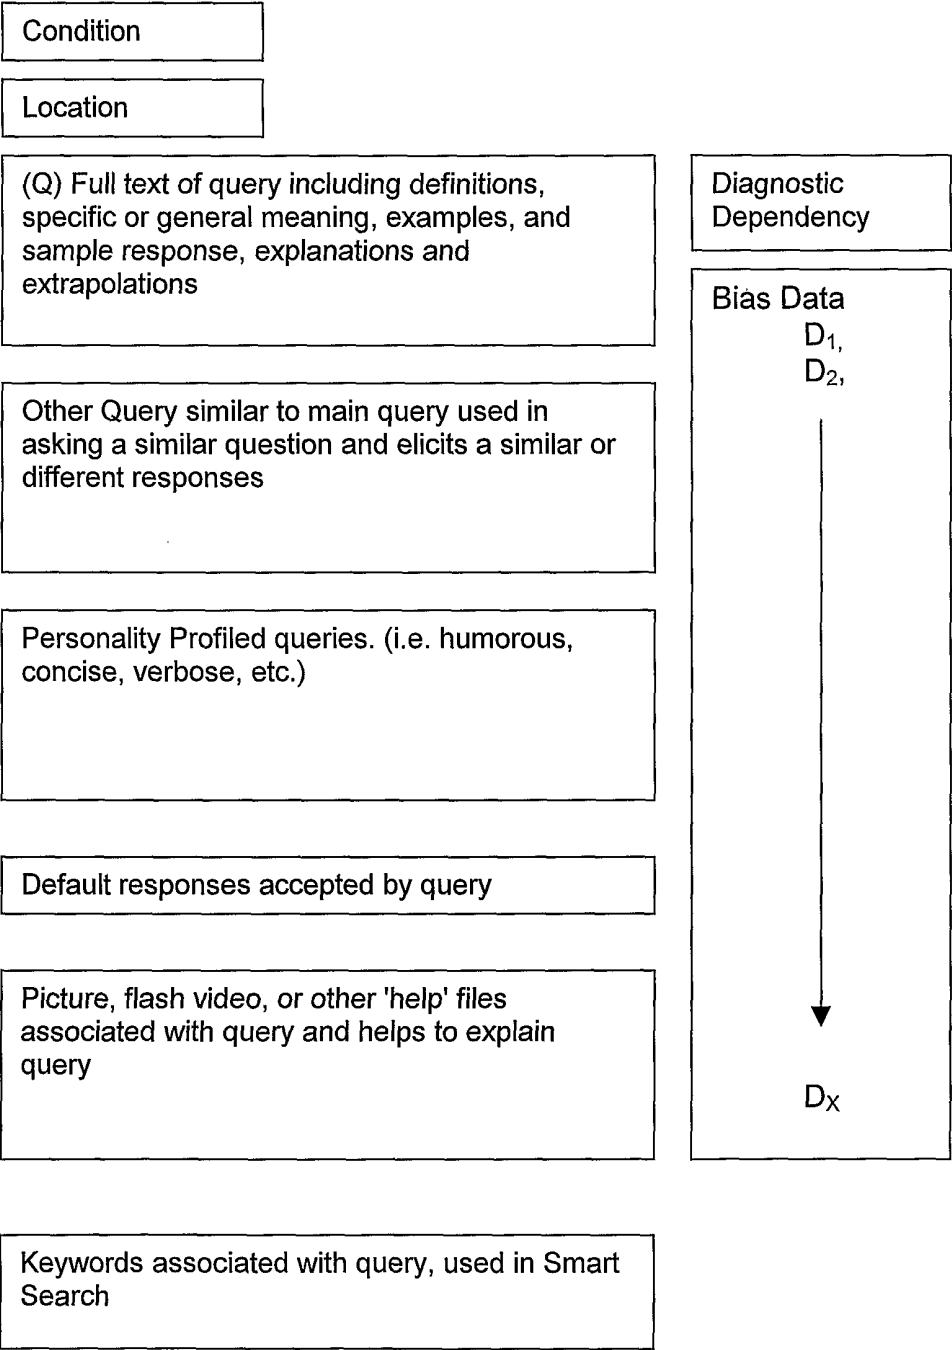 Condition
Location
(Q) Full text of query including definitions,
specific or general meaning, examples, and
sample response, explanations and
extrapolations
Diagnostic
Dependency
Bias Data
D1,
D2,
DX
Other Query similar to main query used in
asking a similar question and elicits a similar or
different responses
Personality Profiled queries. (i.e. humorous,
concise, verbose, etc.)
Default responses accepted by query
Picture, flash video, or other 'help' files
associated with query and helps to explain
query
Keywords associated with query, used in Smart
Search